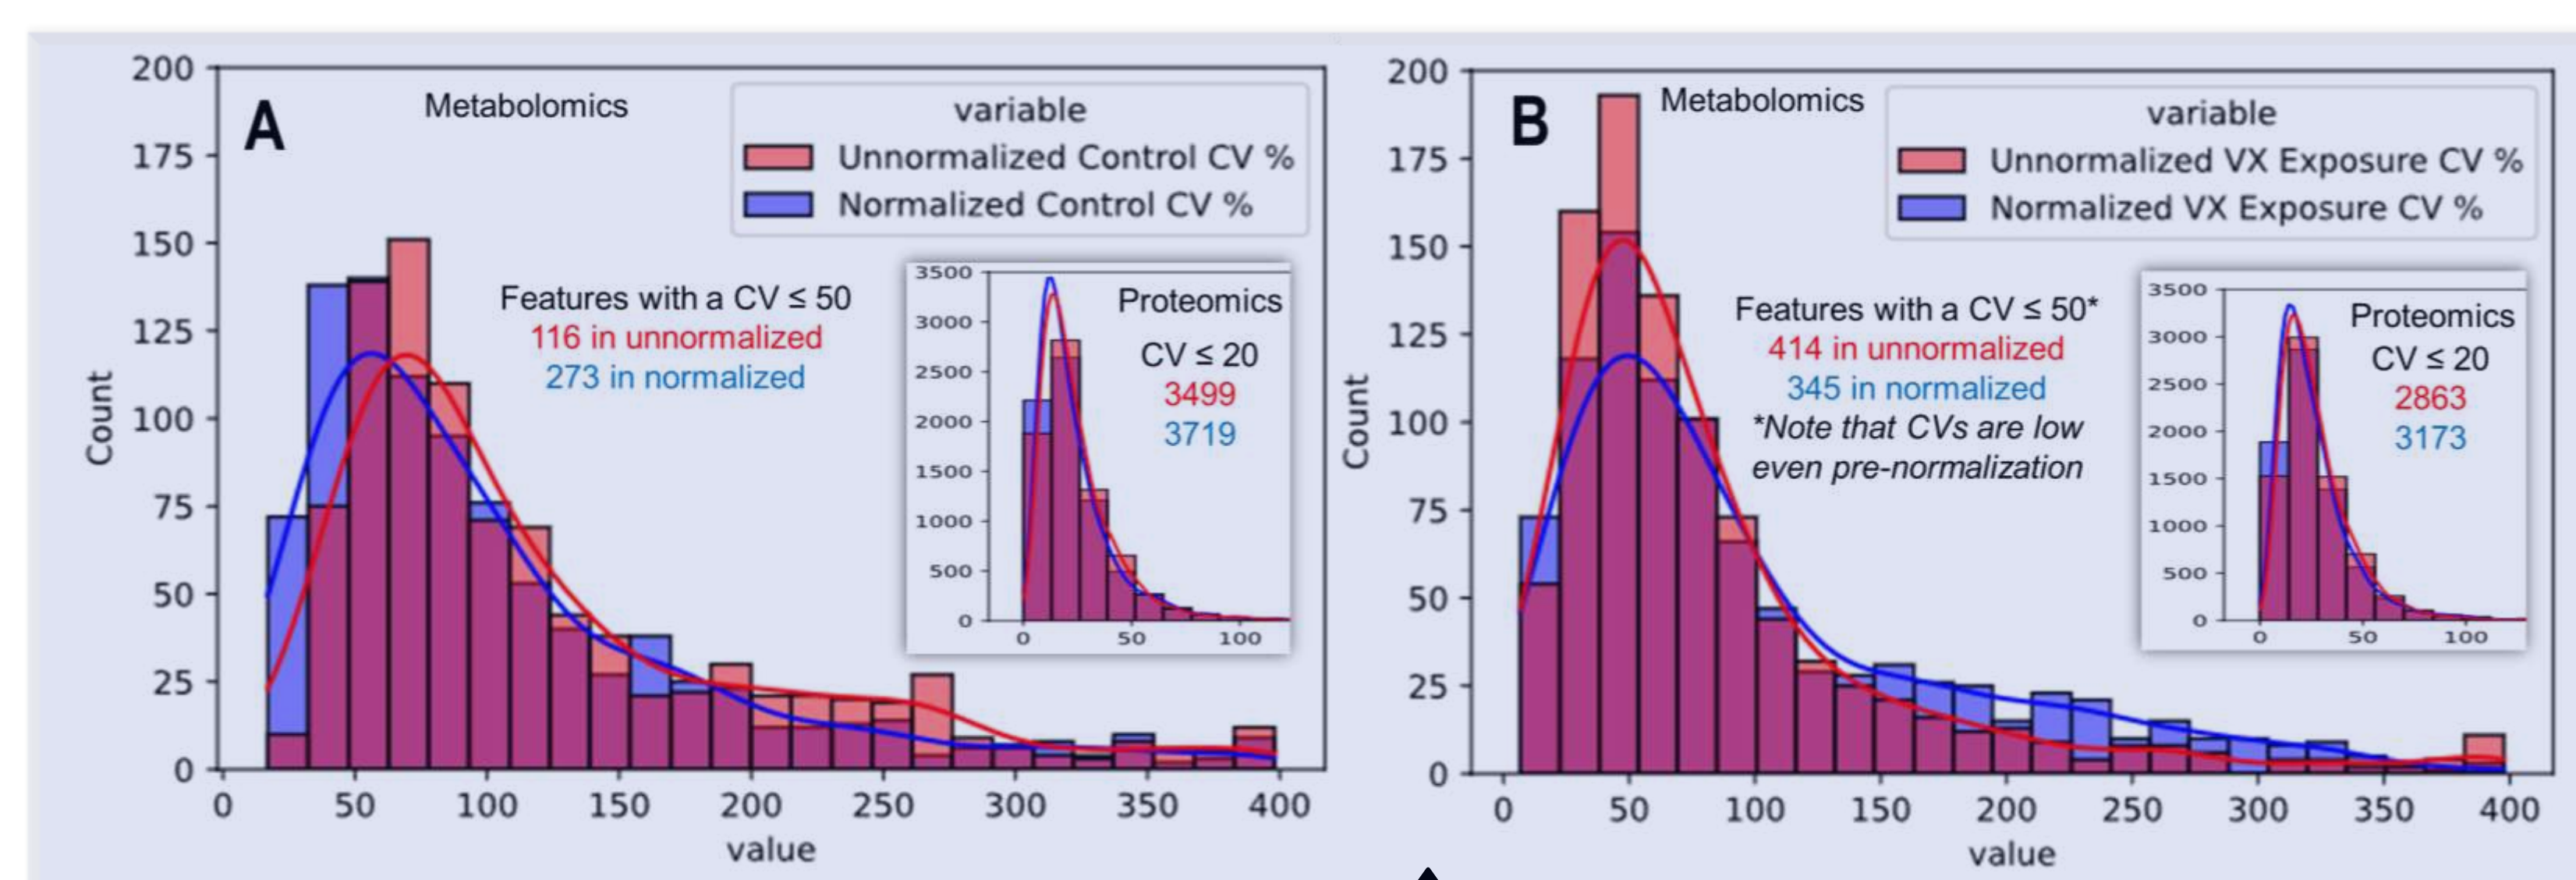 A
Metabolomics
variable
Unnormalized Control CV %
Normalized Control CV %
Features with a CV ≤ 50
116 in unnormalized
273 in normalized
Proteomics
CV ≤ 20
3499
3719
3500
3000
2500
2000
1500
1000
500
0
0 50 100
200
175
150
125
100
75
50
25
0
Count
0 50 100 150 200 250 300 350 400
value
B
Metabolomics
variable
Unnormalized VX Exposure CV %
Normalized VX Exposure CV %
Features with a CV ≤ 50*
414 in unnormalized
345 in normalized
*Note that CVs are low
even pre-normalization
Proteomics
CV ≤ 20
2863
3173
3500
3000
2500
2000
1500
1000
500
0
0 50 100
200
175
150
125
100
75
50
25
0
Count
0 50 100 150 200 250 300 350 400
value